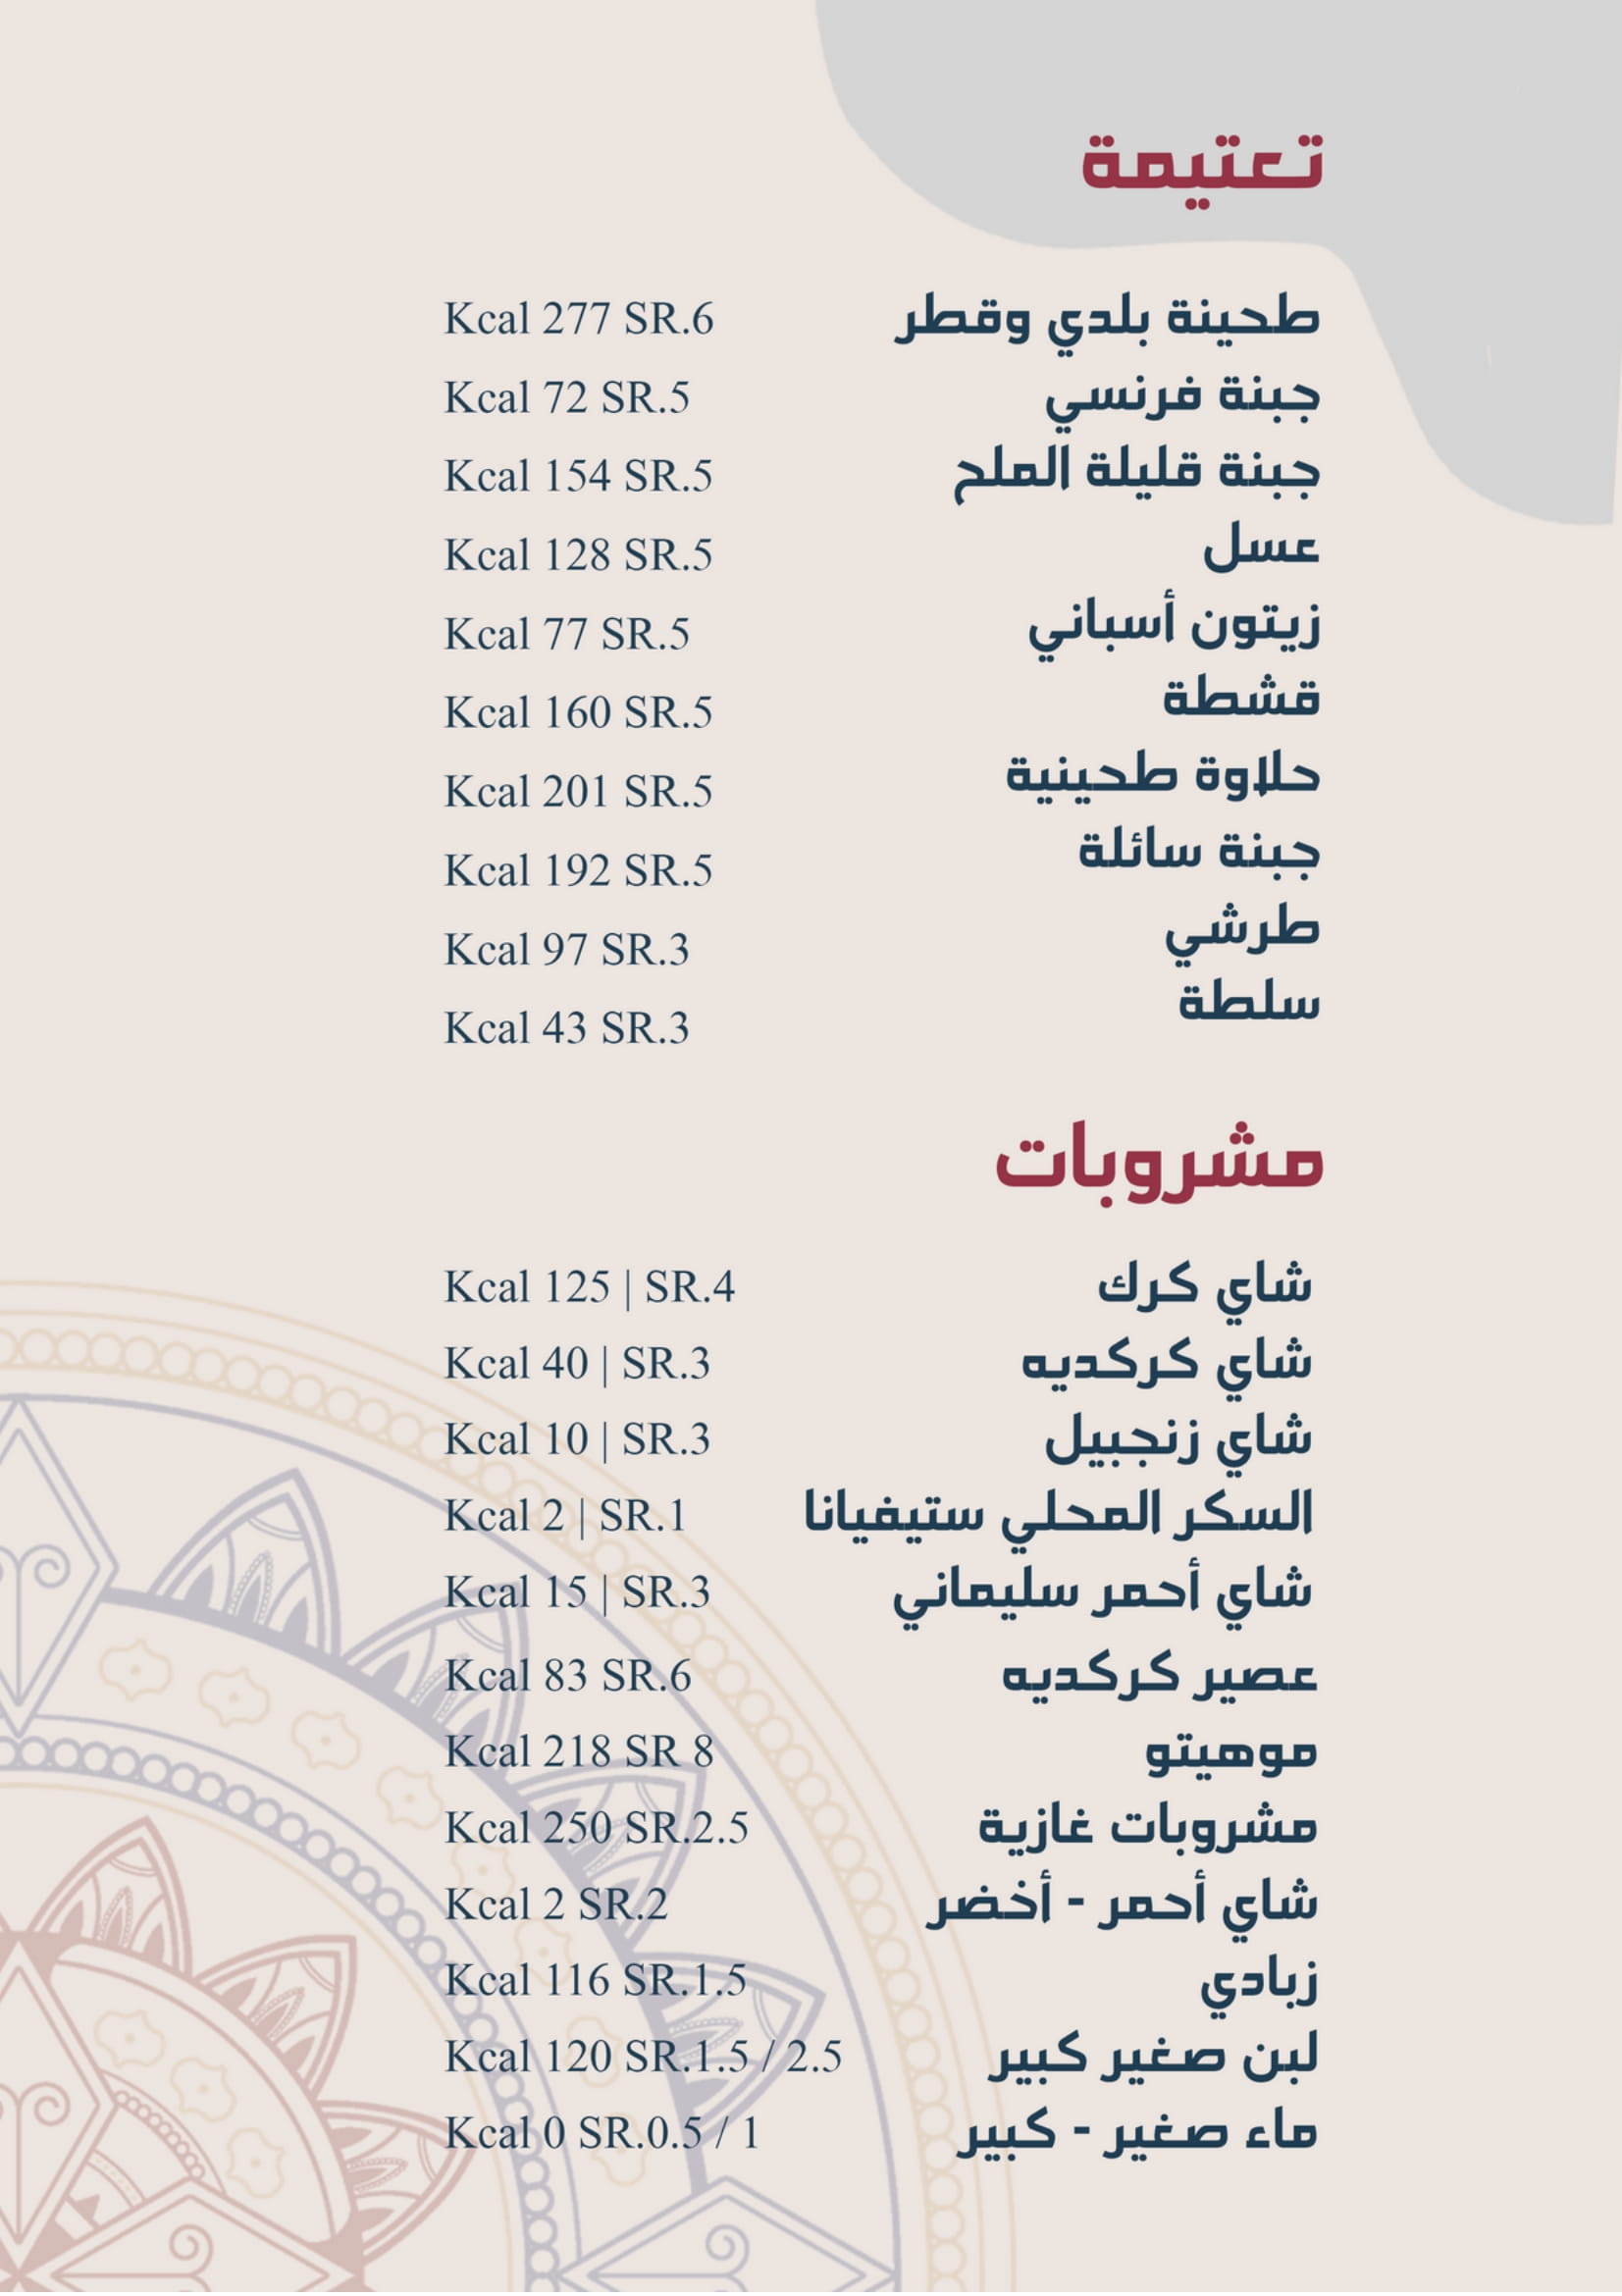 تعتيمة
طحينة بلدي وقطر Kcal 277 SR.6
جبنة فرنسي Kcal 72 SR.5
جبنة قليلة الملح Kcal 154 SR.5
عسل Kcal 128 SR.5
زيتون أسباني Kcal 77 SR.5
قشطة Kcal 160 SR.5
حلاوة طحينية Kcal 201 SR.5
جبنة سائلة Kcal 192 SR.5
طرشي Kcal 97 SR.3
سلطة Kcal 43 SR.3
مشروبات
شاي كرك Kcal 125 | SR.4
شاي كركديه Kcal 40 | SR.3
شاي زنجبيل Kcal 10 | SR.3
السكر المحلي ستيفيانا Kcal 2 | SR.1
شاي أحمر سليماني Kcal 15 | SR.3
عصير كركديه Kcal 83 SR.6
موهيتو Kcal 218 SR 8
مشروبات غازية Kcal 250 SR.2.5
شاي أحمر - أخضر Kcal 2 SR.2
زبادي Kcal 116 SR.1.5
لبن صغير كبير Kcal 120 SR.1.5 / 2.5
ماء صغير - كبير Kcal 0 SR.0.5 / 1